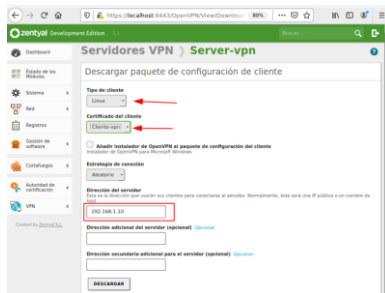 https://localhost:8443/OpenVPN/View/Downloa
80%
zentyal Development Edition
Buscar...
Dashboard
Estado de los Módulos
Sistema
Red
Registros
Gestión de software
Cortafuegos
Autoridad de certificación
VPN
Created by Zentyal S.L.
Servidores VPN > Server-vpn
Descargar paquete de configuración de cliente
Tipo de cliente
Linux
Certificado del cliente
Cliente-vpn
Añadir instalador de OpenVPN al paquete de configuración del cliente
Instalador de OpenVPN para Microsoft Windows.
Estrategia de conexión
Aleatorio
Dirección del servidor
Esta es la dirección que usarán sus clientes para conectarse al servidor. Normalmente, ésta será una IP pública o un nombre de host
192.168.1.10
Dirección adicional del servidor (opcional) Opcional
Dirección secundaria adicional para el servidor (opcional) Opcional
DESCARGAR